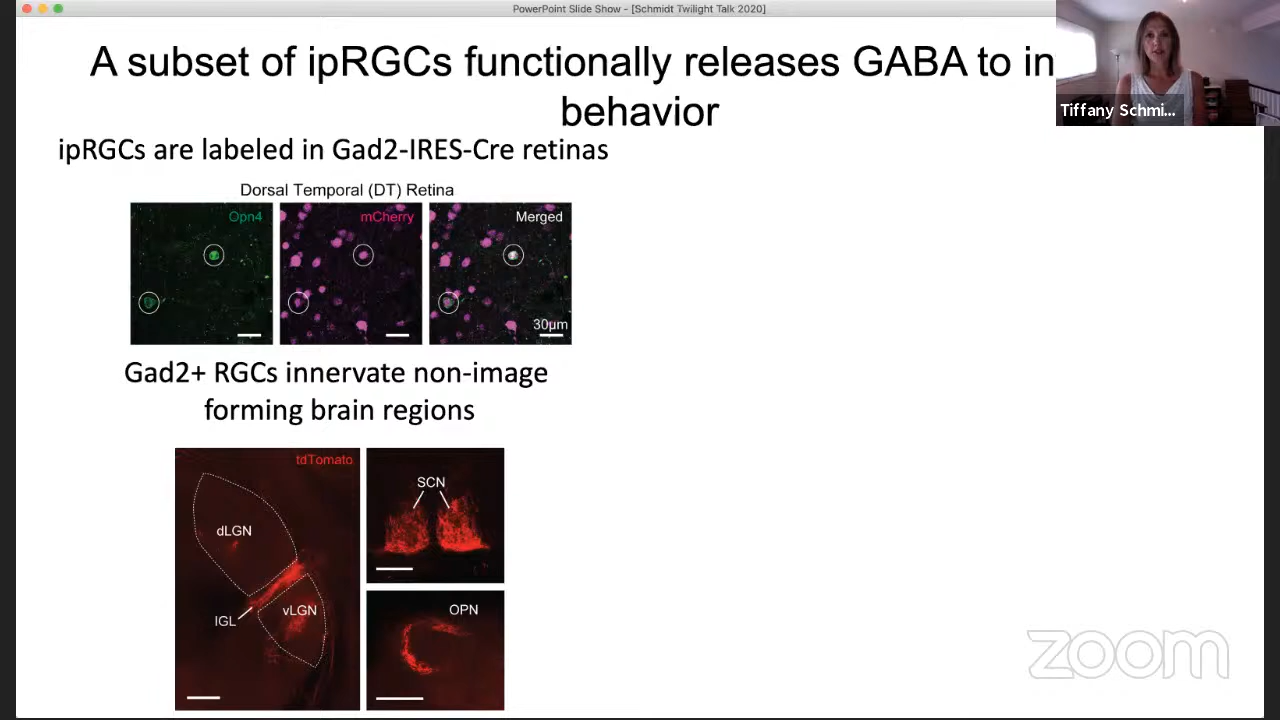 PowerPoint Slide Show - [Schmidt Twilight Talk 2020]
A subset of ipRGCs functionally releases GABA to in
behavior
Tiffany Schmi...
ipRGCs are labeled in Gad2-IRES-Cre retinas
Dorsal Temporal (DT) Retina
Opn4
mCherry
Merged
30µm
Gad2+ RGCs innervate non-image
forming brain regions
tdTomato
dLGN
IGL
vLGN
SCN
OPN
zoom